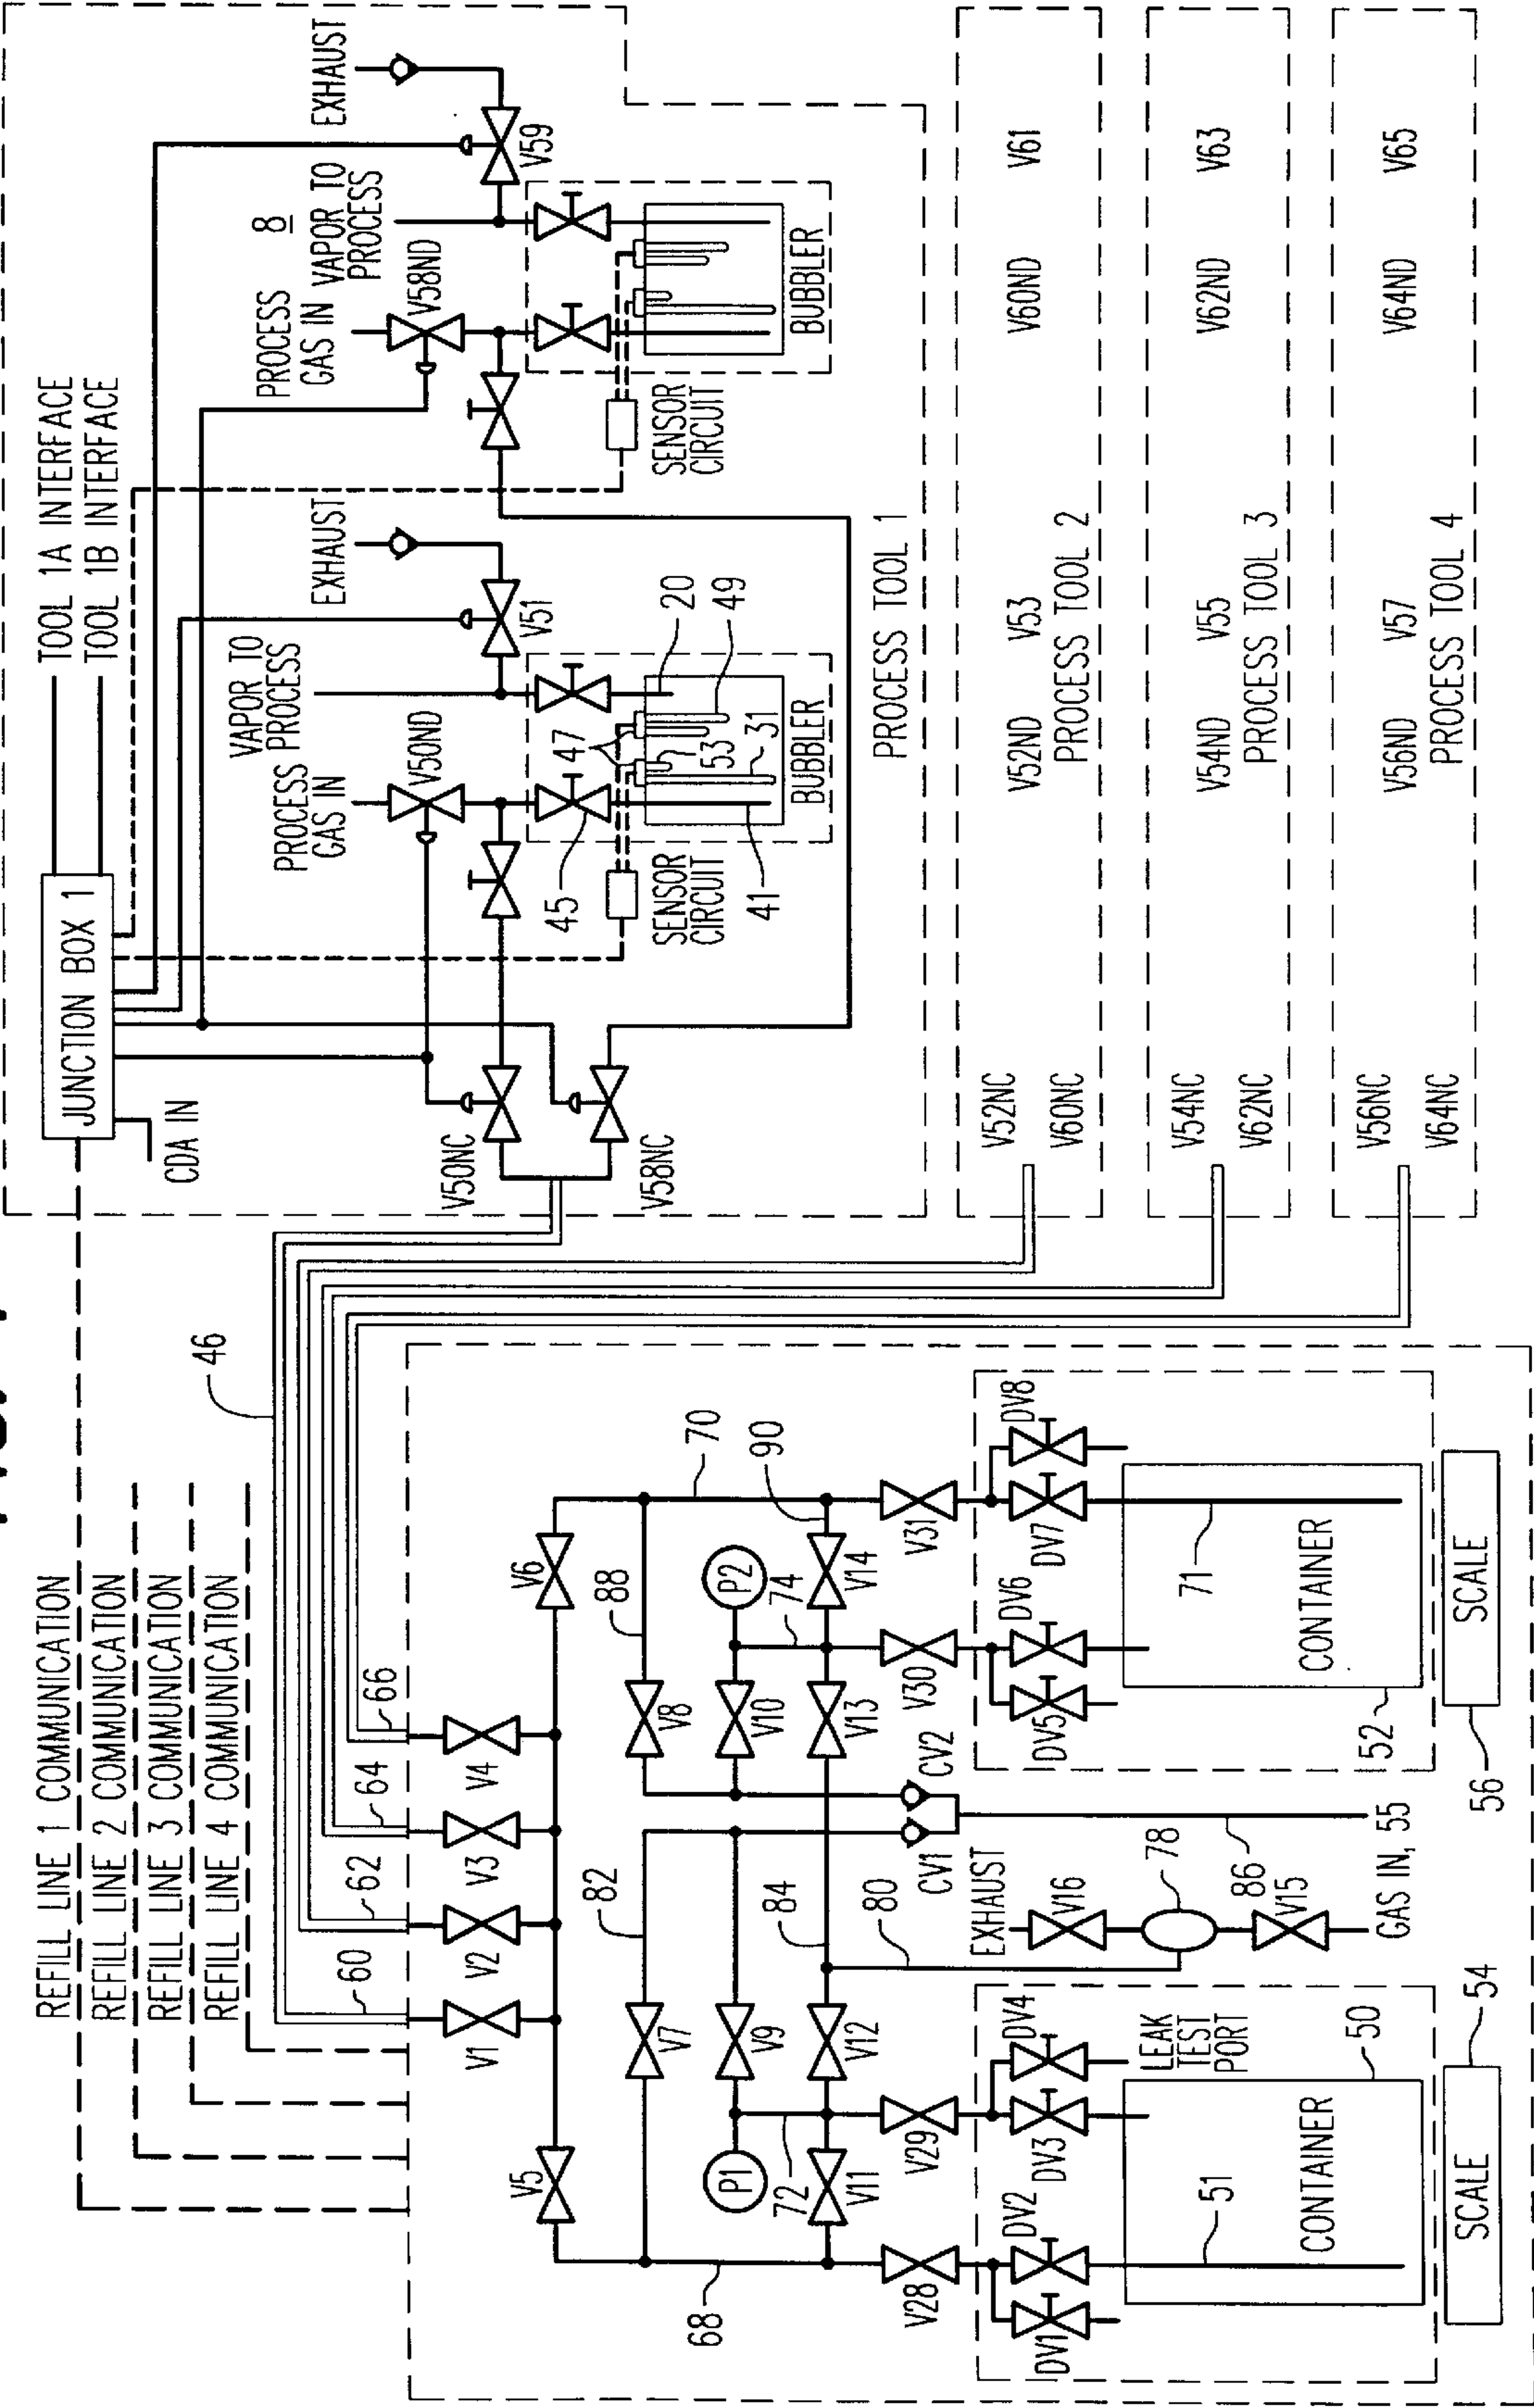 REFILL LINE 1 COMMUNICATION
REFILL LINE 2 COMMUNICATION
REFILL LINE 3 COMMUNICATION
REFILL LINE 4 COMMUNICATION
46
JUNCTION BOX 1
CDA IN
TOOL 1A INTERFACE
TOOL 1B INTERFACE
PROCESS
GAS IN
VAPOR TO
PROCESS
EXHAUST
PROCESS
GAS IN
8
VAPOR TO
PROCESS
EXHAUST
V50ND
V51
V58ND
V59
V50NC
V58NC
45
47
53
20
49
31
41
SENSOR
CIRCUIT
BUBBLER
SENSOR
CIRCUIT
BUBBLER
PROCESS TOOL 1
V52NC
V60NC
V52ND
V53
V60ND
V61
PROCESS TOOL 2
V54NC
V62NC
V54ND
V55
V62ND
V63
PROCESS TOOL 3
V56NC
V64NC
V56ND
V57
V64ND
V65
PROCESS TOOL 4
60
62
64
66
V1
V2
V3
V4
V5
V6
82
88
V7
V8
68
70
P1
V9
V10
P2
72
74
90
V11
V12
84
V13
V14
80
CV1
CV2
V28
V29
V30
V31
EXHAUST
V16
78
86
V15
GAS IN, 55
DV1
DV2
DV3
DV4
LEAK
TEST
PORT
DV5
DV6
DV7
DV8
51
CONTAINER
50
71
CONTAINER
52
SCALE
54
SCALE
56